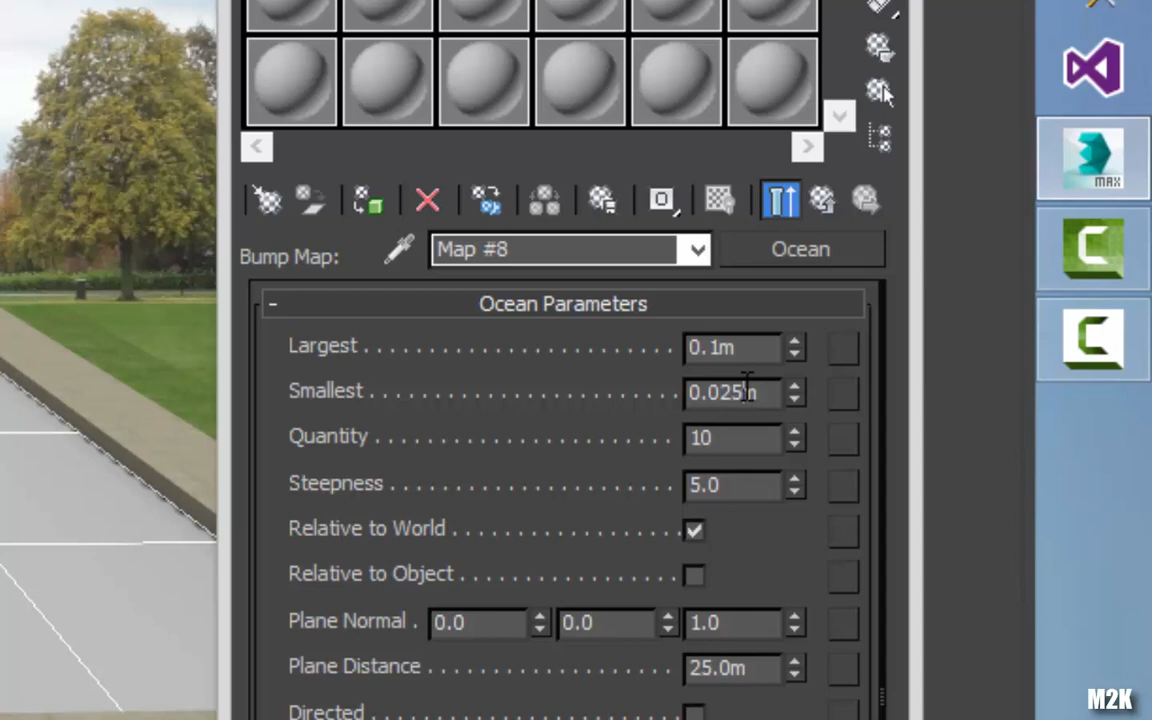 MAX
Bump Map: Map #8 Ocean
- Ocean Parameters
Largest 0.1m
Smallest 0.025m
Quantity 10
Steepness 5.0
Relative to World
Relative to Object
Plane Normal 0.0 0.0 1.0
Plane Distance 25.0m
Directed
M2K